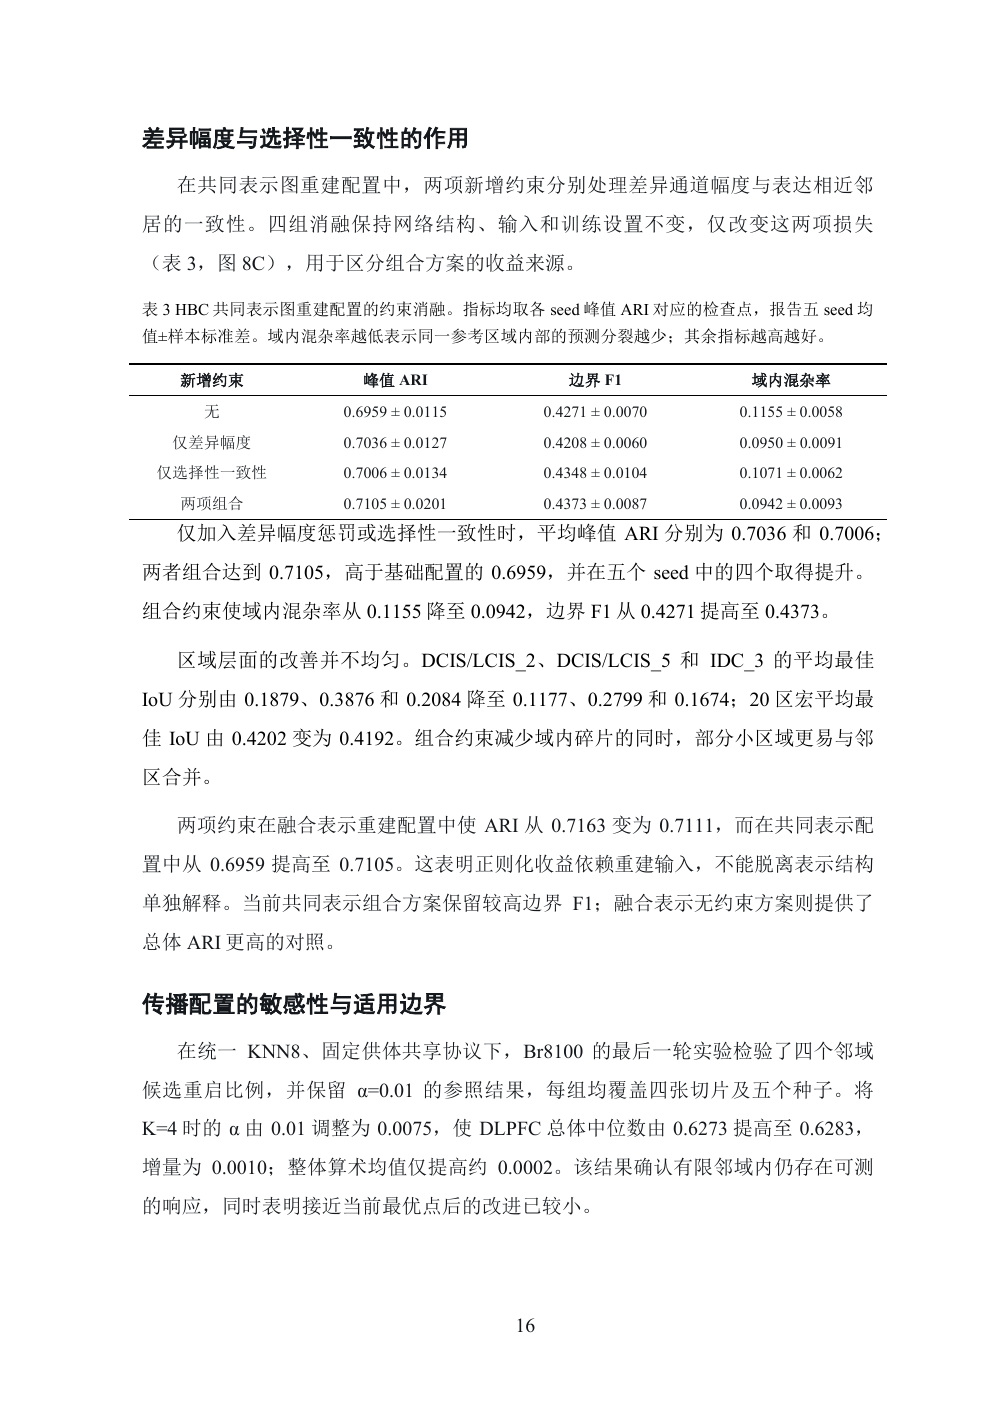 差异幅度与选择性一致性的作用
在共同表示图重建配置中，两项新增约束分别处理差异通道幅度与表达相近邻
居的一致性。四组消融保持网络结构、输入和训练设置不变，仅改变这两项损失
（表 3，图 8C），用于区分组合方案的收益来源。
表 3 HBC 共同表示图重建配置的约束消融。指标均取各 seed 峰值 ARI 对应的检查点，报告五 seed 均
值±样本标准差。域内混杂率越低表示同一参考区域内部的预测分裂越少；其余指标越高越好。
新增约束 峰值 ARI 边界 F1 域内混杂率
无 0.6959 ± 0.0115 0.4271 ± 0.0070 0.1155 ± 0.0058
仅差异幅度 0.7036 ± 0.0127 0.4208 ± 0.0060 0.0950 ± 0.0091
仅选择性一致性 0.7006 ± 0.0134 0.4348 ± 0.0104 0.1071 ± 0.0062
两项组合 0.7105 ± 0.0201 0.4373 ± 0.0087 0.0942 ± 0.0093
仅加入差异幅度惩罚或选择性一致性时，平均峰值 ARI 分别为 0.7036 和 0.7006；
两者组合达到 0.7105，高于基础配置的 0.6959，并在五个 seed 中的四个取得提升。
组合约束使域内混杂率从 0.1155 降至 0.0942，边界 F1 从 0.4271 提高至 0.4373。
区域层面的改善并不均匀。DCIS/LCIS_2、DCIS/LCIS_5 和 IDC_3 的平均最佳
IoU 分别由 0.1879、0.3876 和 0.2084 降至 0.1177、0.2799 和 0.1674；20 区宏平均最
佳 IoU 由 0.4202 变为 0.4192。组合约束减少域内碎片的同时，部分小区域更易与邻
区合并。
两项约束在融合表示重建配置中使 ARI 从 0.7163 变为 0.7111，而在共同表示配
置中从 0.6959 提高至 0.7105。这表明正则化收益依赖重建输入，不能脱离表示结构
单独解释。当前共同表示组合方案保留较高边界 F1；融合表示无约束方案则提供了
总体 ARI 更高的对照。
传播配置的敏感性与适用边界
在统一 KNN8、固定供体共享协议下，Br8100 的最后一轮实验检验了四个邻域
候选重启比例，并保留 α=0.01 的参照结果，每组均覆盖四张切片及五个种子。将
K=4 时的 α 由 0.01 调整为 0.0075，使 DLPFC 总体中位数由 0.6273 提高至 0.6283，
增量为 0.0010；整体算术均值仅提高约 0.0002。该结果确认有限邻域内仍存在可测
的响应，同时表明接近当前最优点后的改进已较小。
16